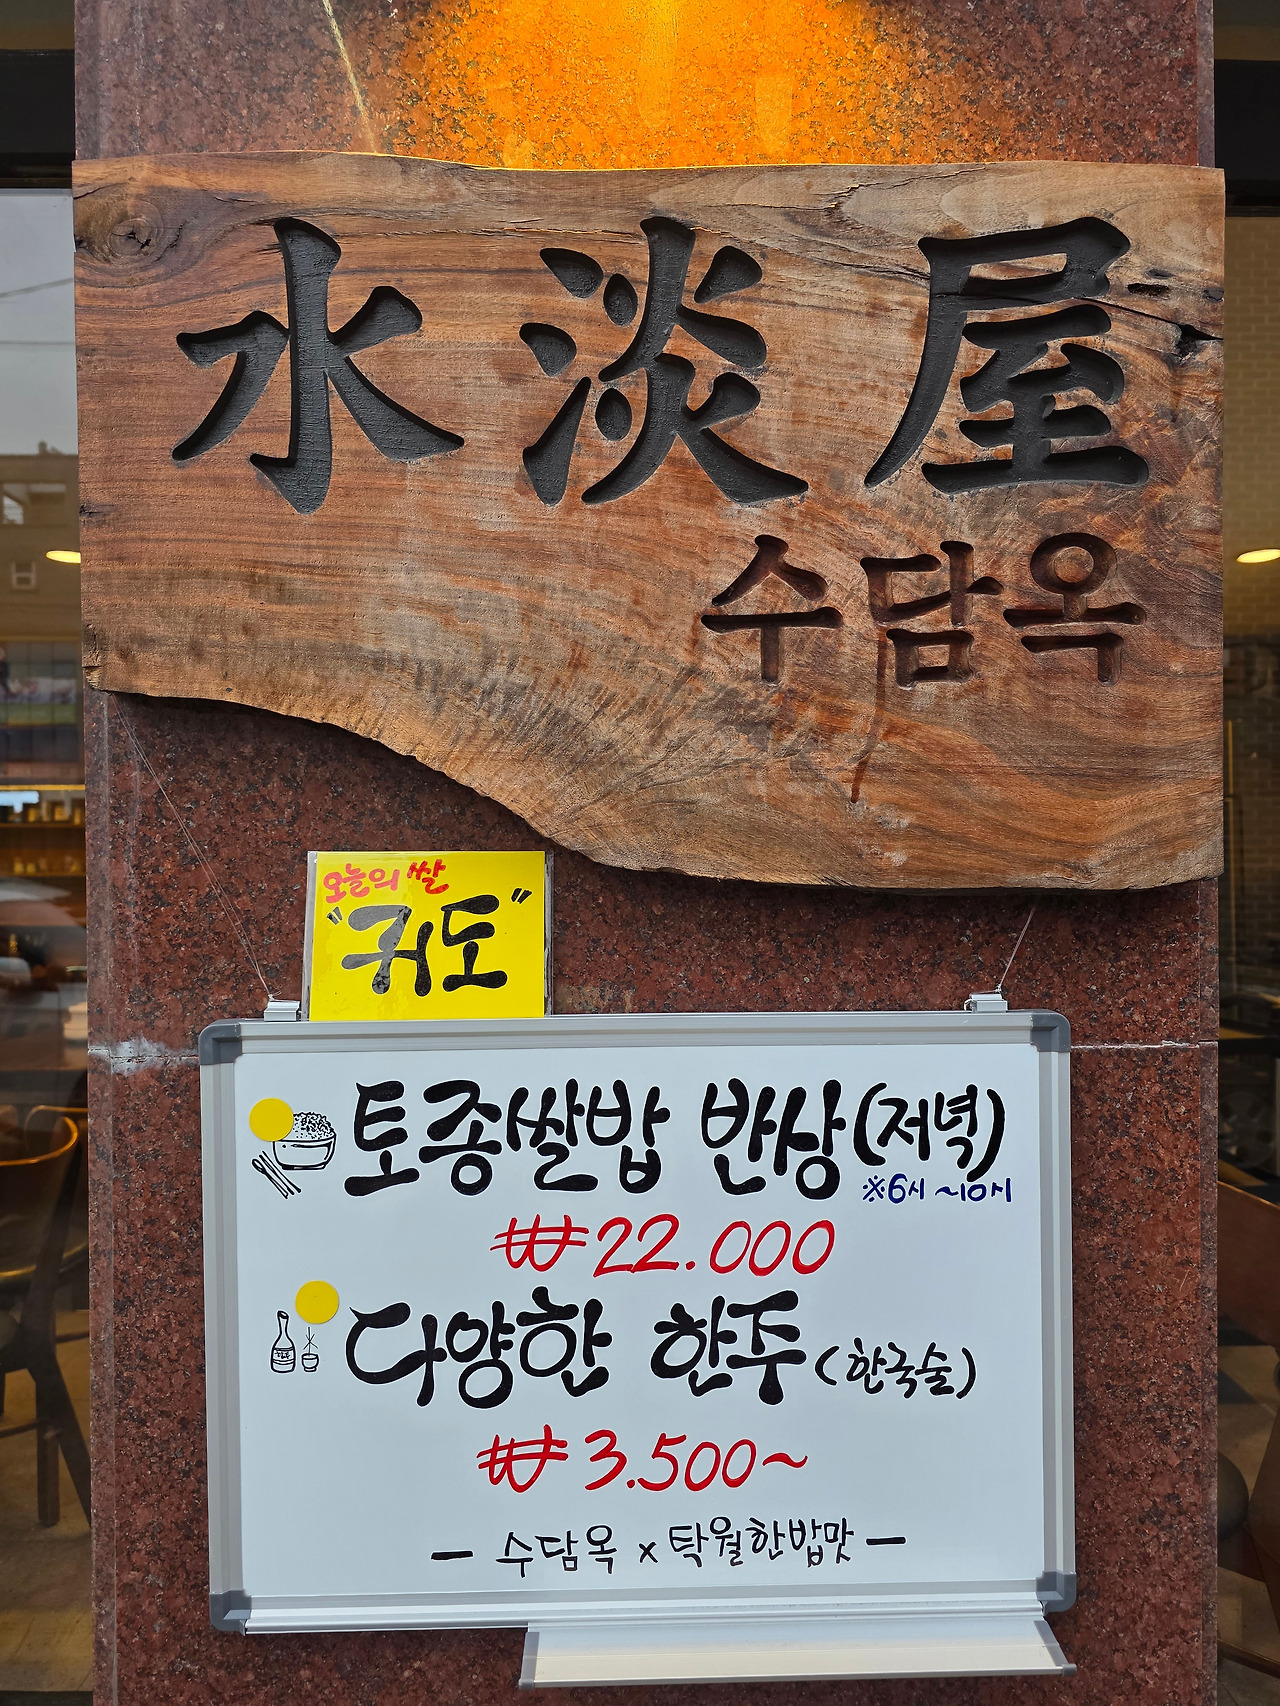 水淡屋
수담옥
오늘의 쌀
"귀도"
토종쌀밥 반상(저녁)
※6시 ~10시
₩22.000
다양한 한주(한국술)
₩3.500~
- 수담옥 x 탁월한밥맛 -